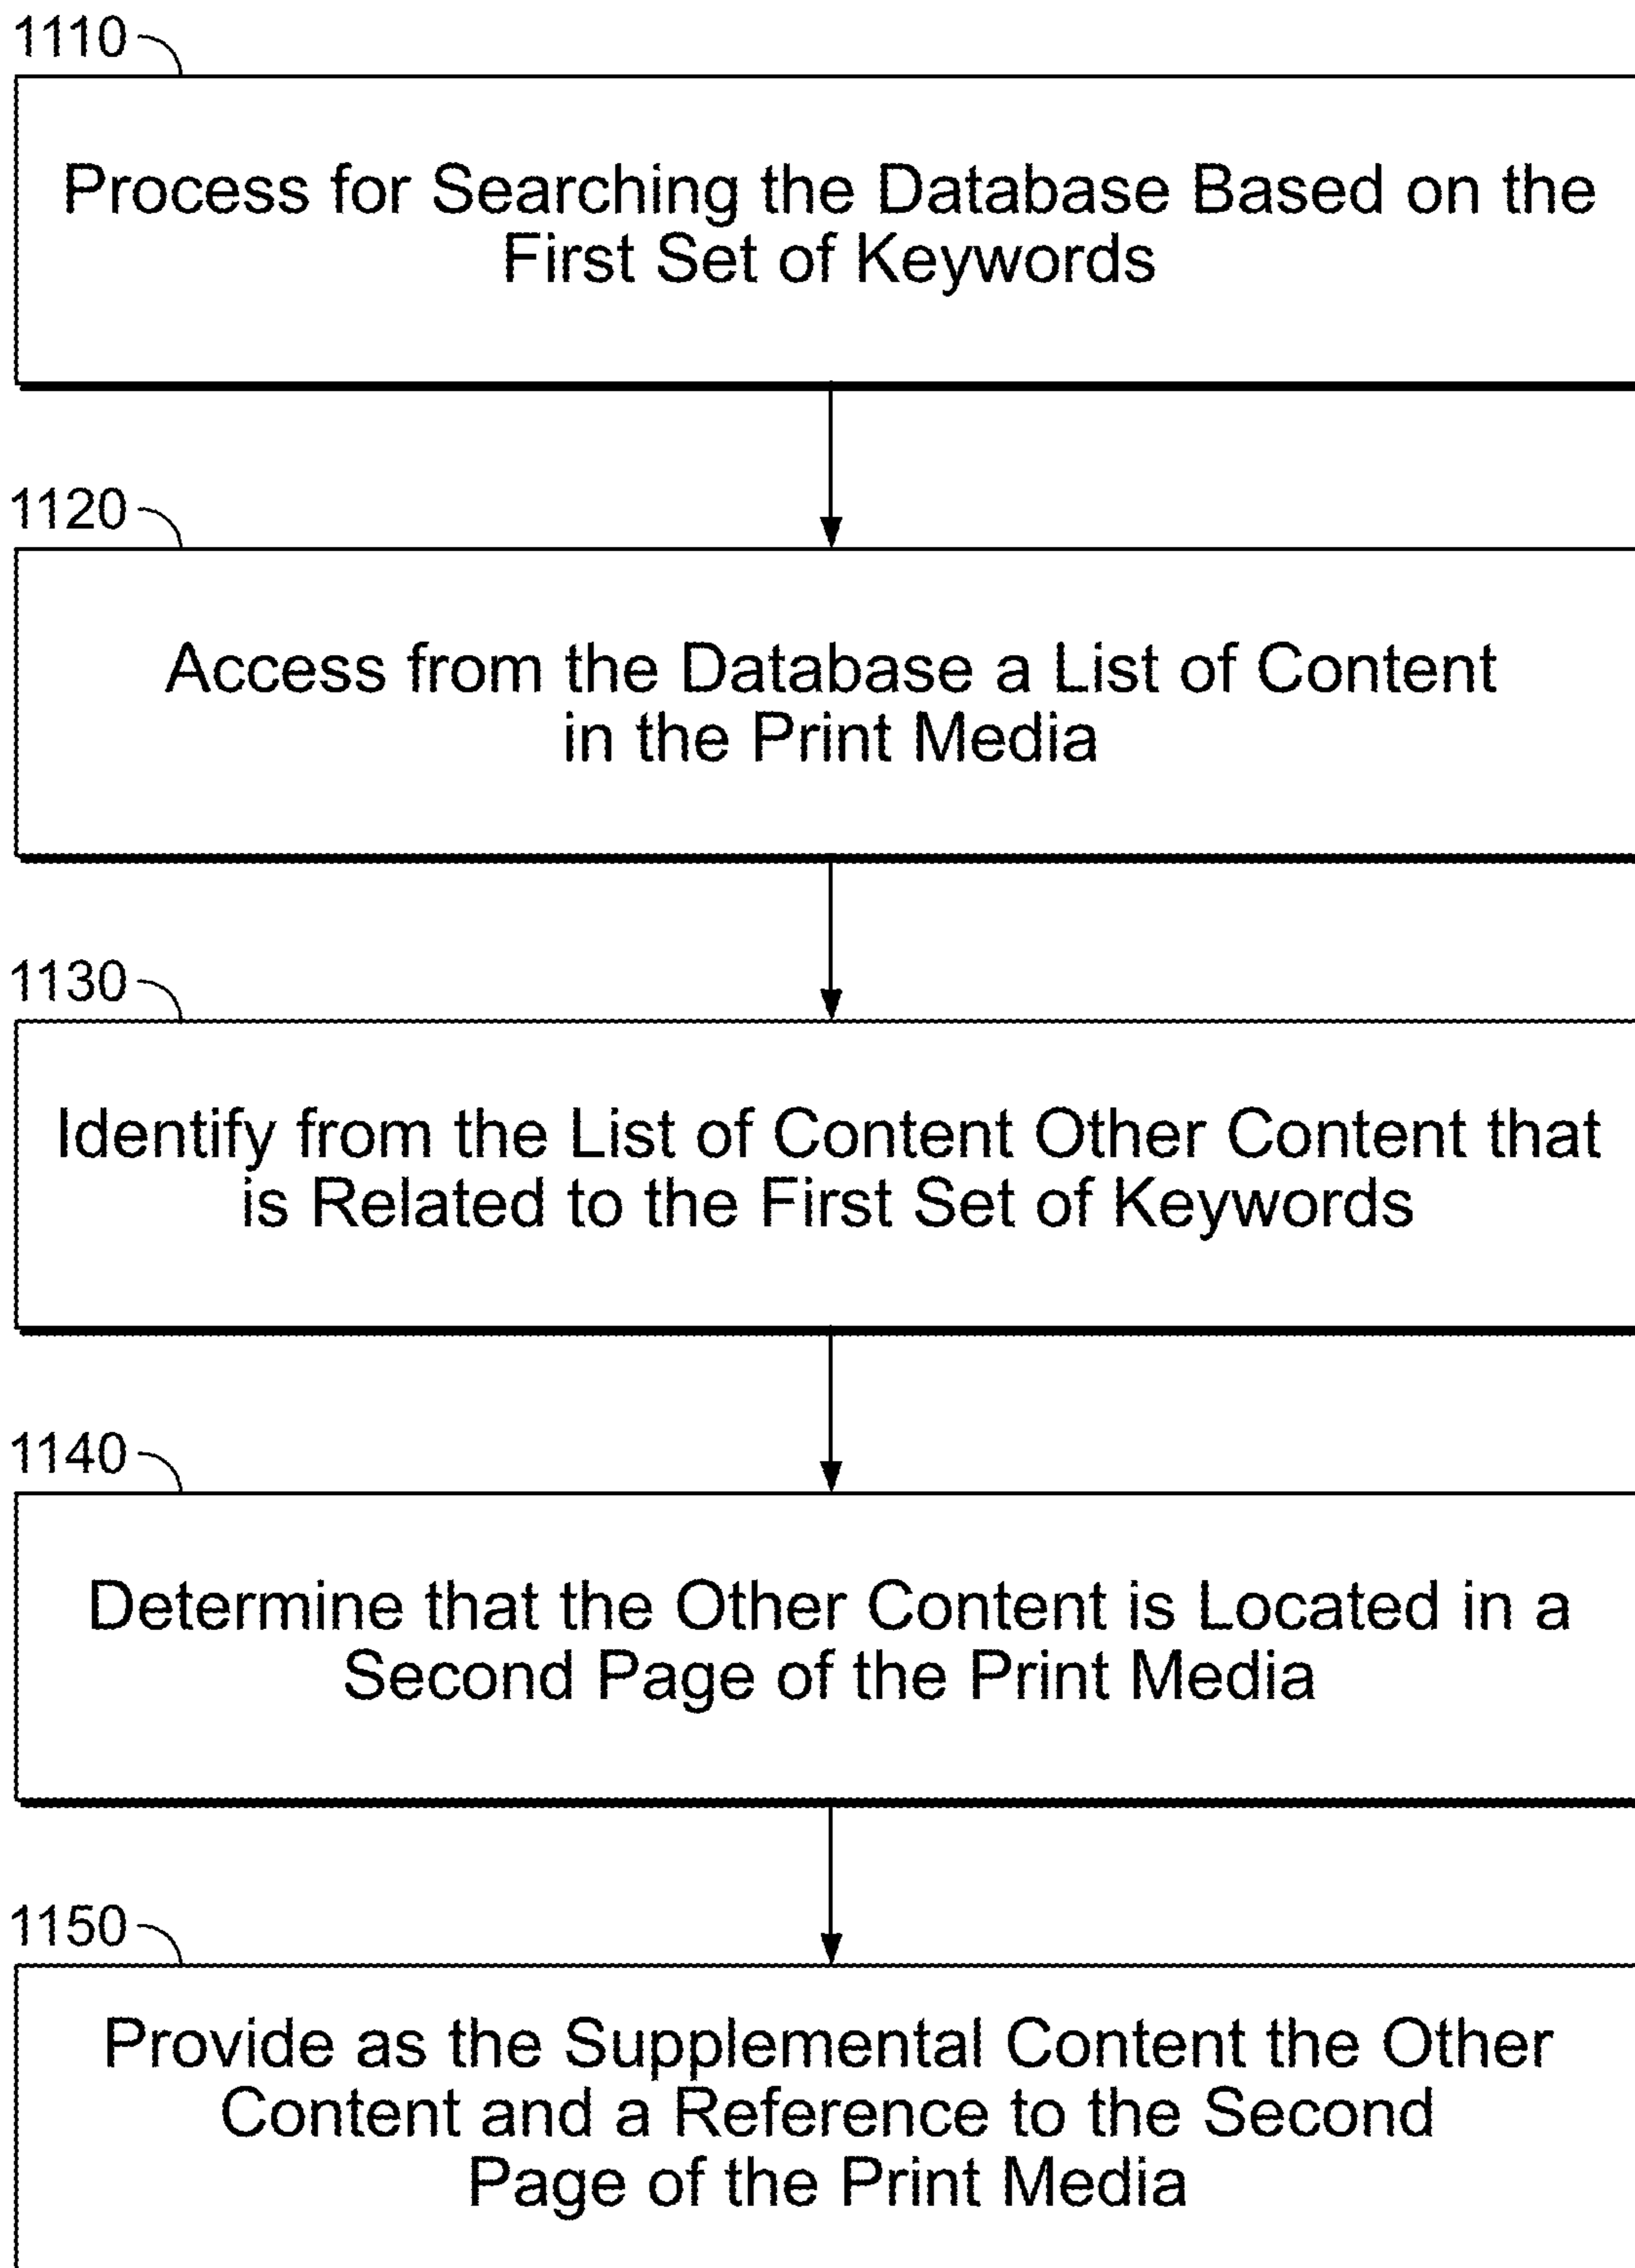 1110
Process for Searching the Database Based on the
First Set of Keywords
1120
Access from the Database a List of Content
in the Print Media
1130
Identify from the List of Content Other Content that
is Related to the First Set of Keywords
1140
Determine that the Other Content is Located in a
Second Page of the Print Media
1150
Provide as the Supplemental Content the Other
Content and a Reference to the Second
Page of the Print Media